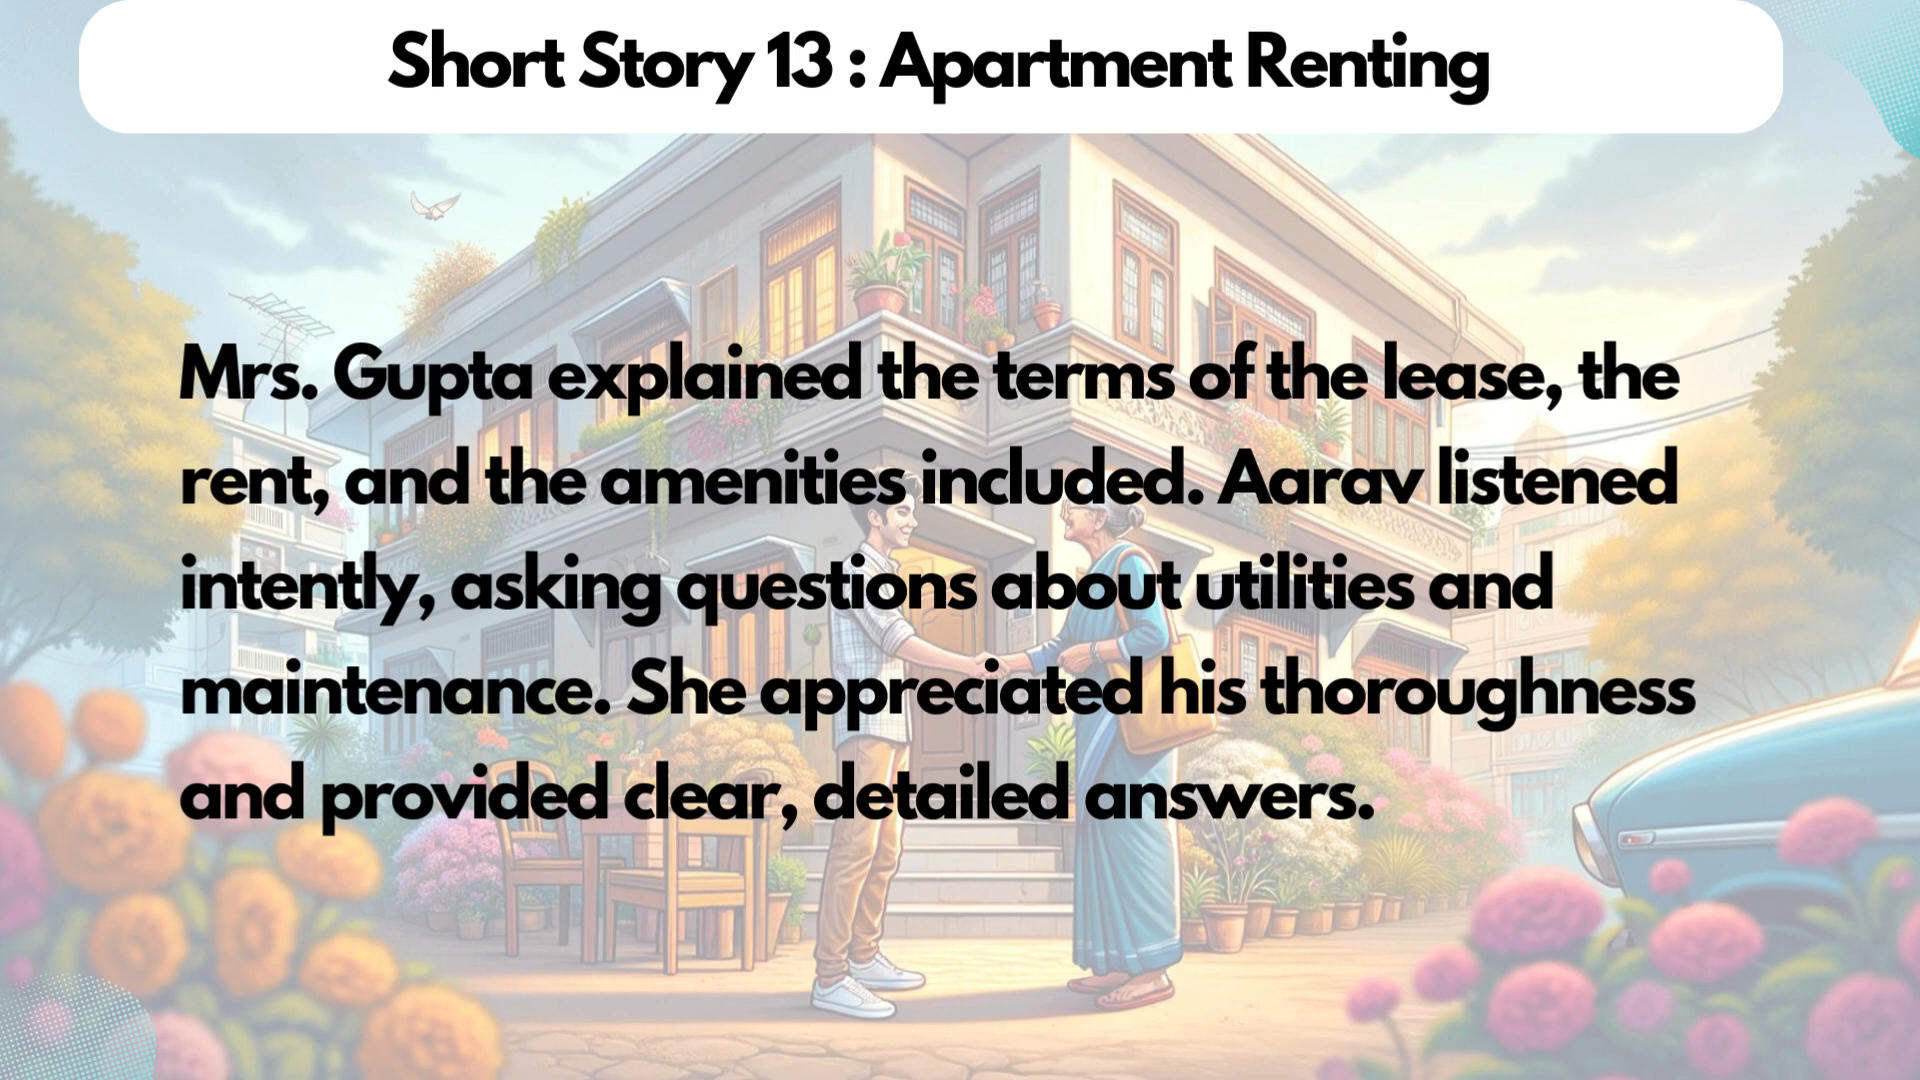 Short Story 13 : Apartment Renting
Mrs. Gupta explained the terms of the lease, the
rent, and the amenities included. Aarav listened
intently, asking questions about utilities and
maintenance. She appreciated his thoroughness
and provided clear, detailed answers.